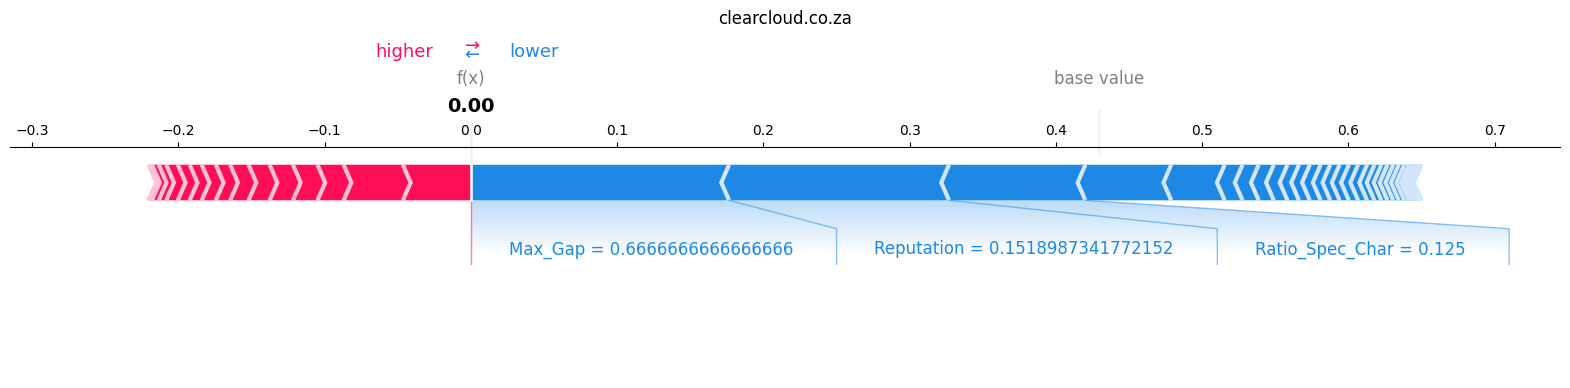 clearcloud.co.za
higher ⇄ lower
f(x) base value
0.00
−0.3 −0.2 −0.1 0.0 0.1 0.2 0.3 0.4 0.5 0.6 0.7
Max_Gap = 0.6666666666666666 Reputation = 0.1518987341772152 Ratio_Spec_Char = 0.125